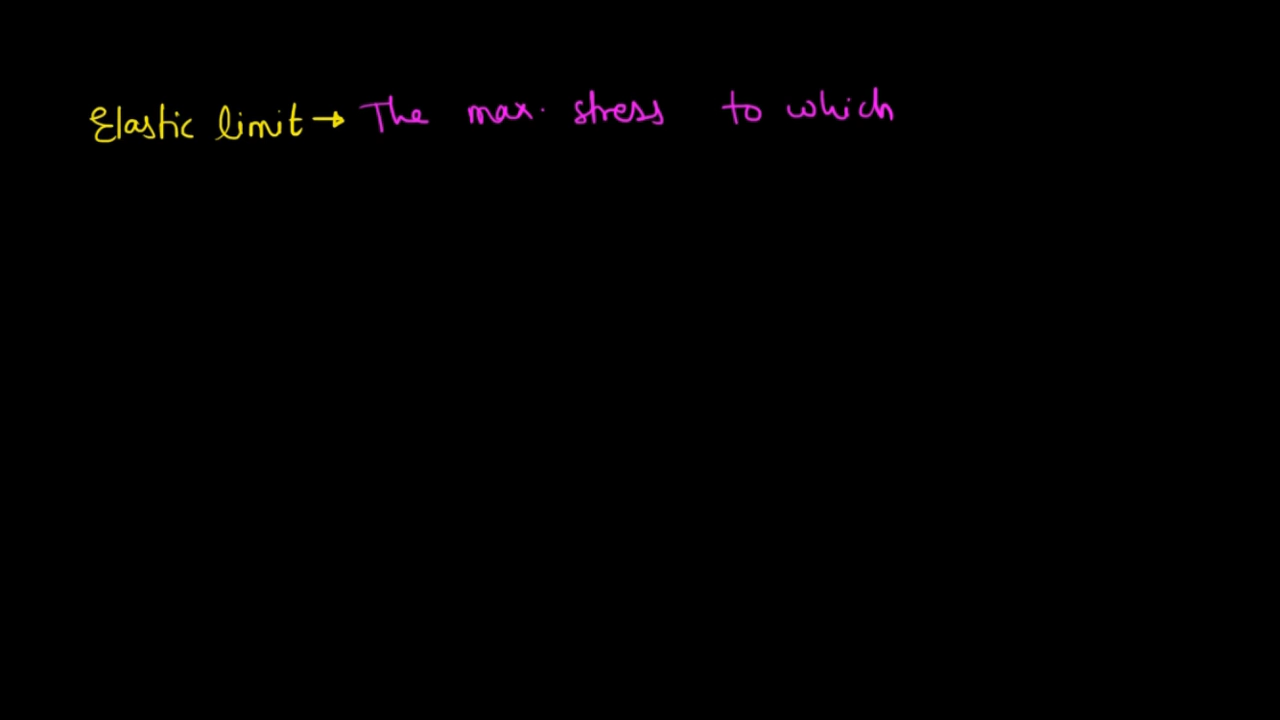 Elastic limit → The max. stress to which